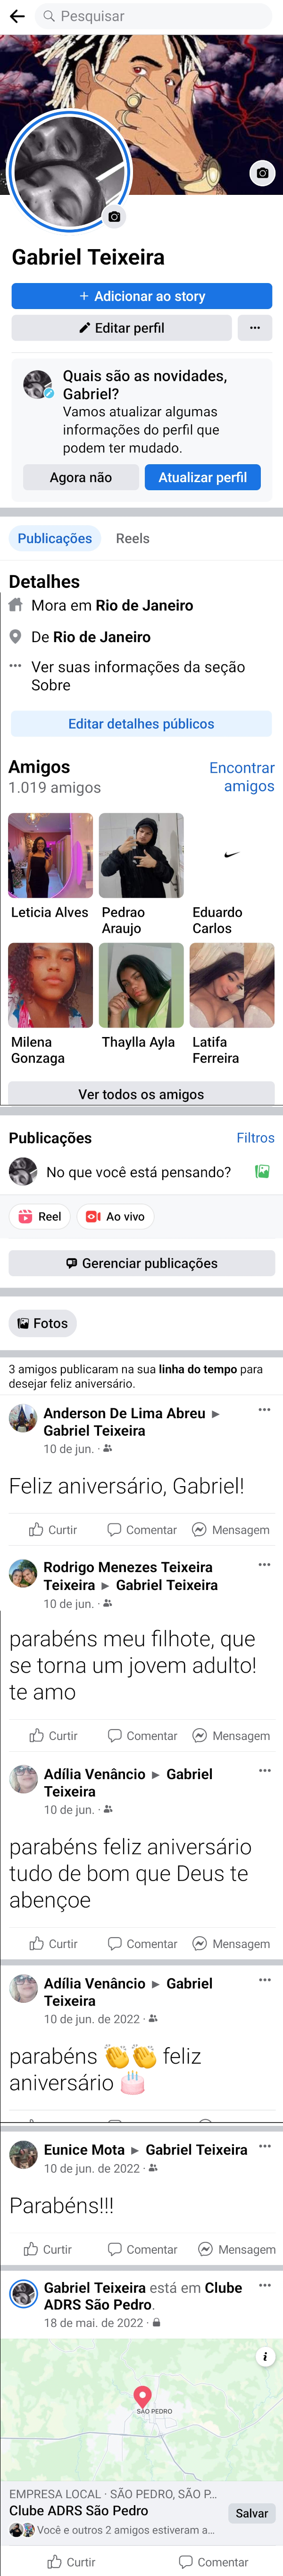 Pesquisar
Gabriel Teixeira
+ Adicionar ao story
Editar perfil
Quais são as novidades,
Gabriel?
Vamos atualizar algumas
informações do perfil que
podem ter mudado.
Agora não
Atualizar perfil
Publicações
Reels
Detalhes
Mora em Rio de Janeiro
De Rio de Janeiro
Ver suas informações da seção
Sobre
Editar detalhes públicos
Amigos
Encontrar
amigos
1.019 amigos
Leticia Alves
Pedrao
Araujo
Eduardo
Carlos
Milena
Gonzaga
Thaylla Ayla
Latifa
Ferreira
Ver todos os amigos
Publicações
Filtros
No que você está pensando?
Reel
Ao vivo
Gerenciar publicações
Fotos
3 amigos publicaram na sua linha do tempo para
desejar feliz aniversário.
Anderson De Lima Abreu ▸
Gabriel Teixeira
10 de jun. ·
Feliz aniversário, Gabriel!
Curtir Comentar Mensagem
Rodrigo Menezes Teixeira
Teixeira ▸ Gabriel Teixeira
10 de jun. ·
parabéns meu filhote, que
se torna um jovem adulto!
te amo
Curtir Comentar Mensagem
Adília Venâncio ▸ Gabriel
Teixeira
10 de jun. ·
parabéns feliz aniversário
tudo de bom que Deus te
abençoe
Curtir Comentar Mensagem
Adília Venâncio ▸ Gabriel
Teixeira
10 de jun. de 2022 ·
parabéns 👏👏 feliz
aniversário 🎂
Eunice Mota ▸ Gabriel Teixeira
10 de jun. de 2022 ·
Parabéns!!!
Curtir Comentar Mensagem
Gabriel Teixeira está em Clube
ADRS São Pedro.
18 de mai. de 2022 ·
i
SÃO PEDRO
EMPRESA LOCAL · SÃO PEDRO, SÃO P...
Clube ADRS São Pedro
Salvar
Você e outros 2 amigos estiveram a...
Curtir Comentar